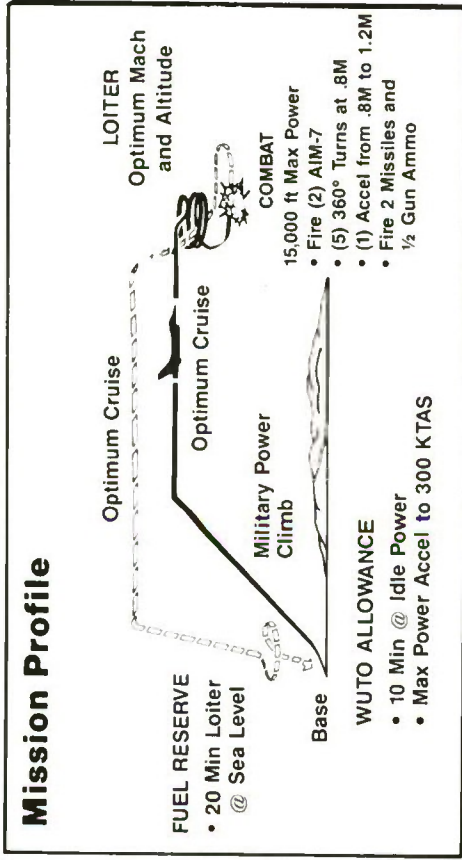 Mission Profile
Optimum Cruise
LOITER
Optimum Mach
and Altitude
Optimum Cruise
Military Power
Climb
FUEL RESERVE
• 20 Min Loiter
@ Sea Level
Base
COMBAT
15,000 ft Max Power
• Fire (2) AIM-7
• (5) 360° Turns at .8M
• (1) Accel from .8M to 1.2M
• Fire 2 Missiles and
½ Gun Ammo
WUTO ALLOWANCE
• 10 Min @ Idle Power
• Max Power Accel to 300 KTAS